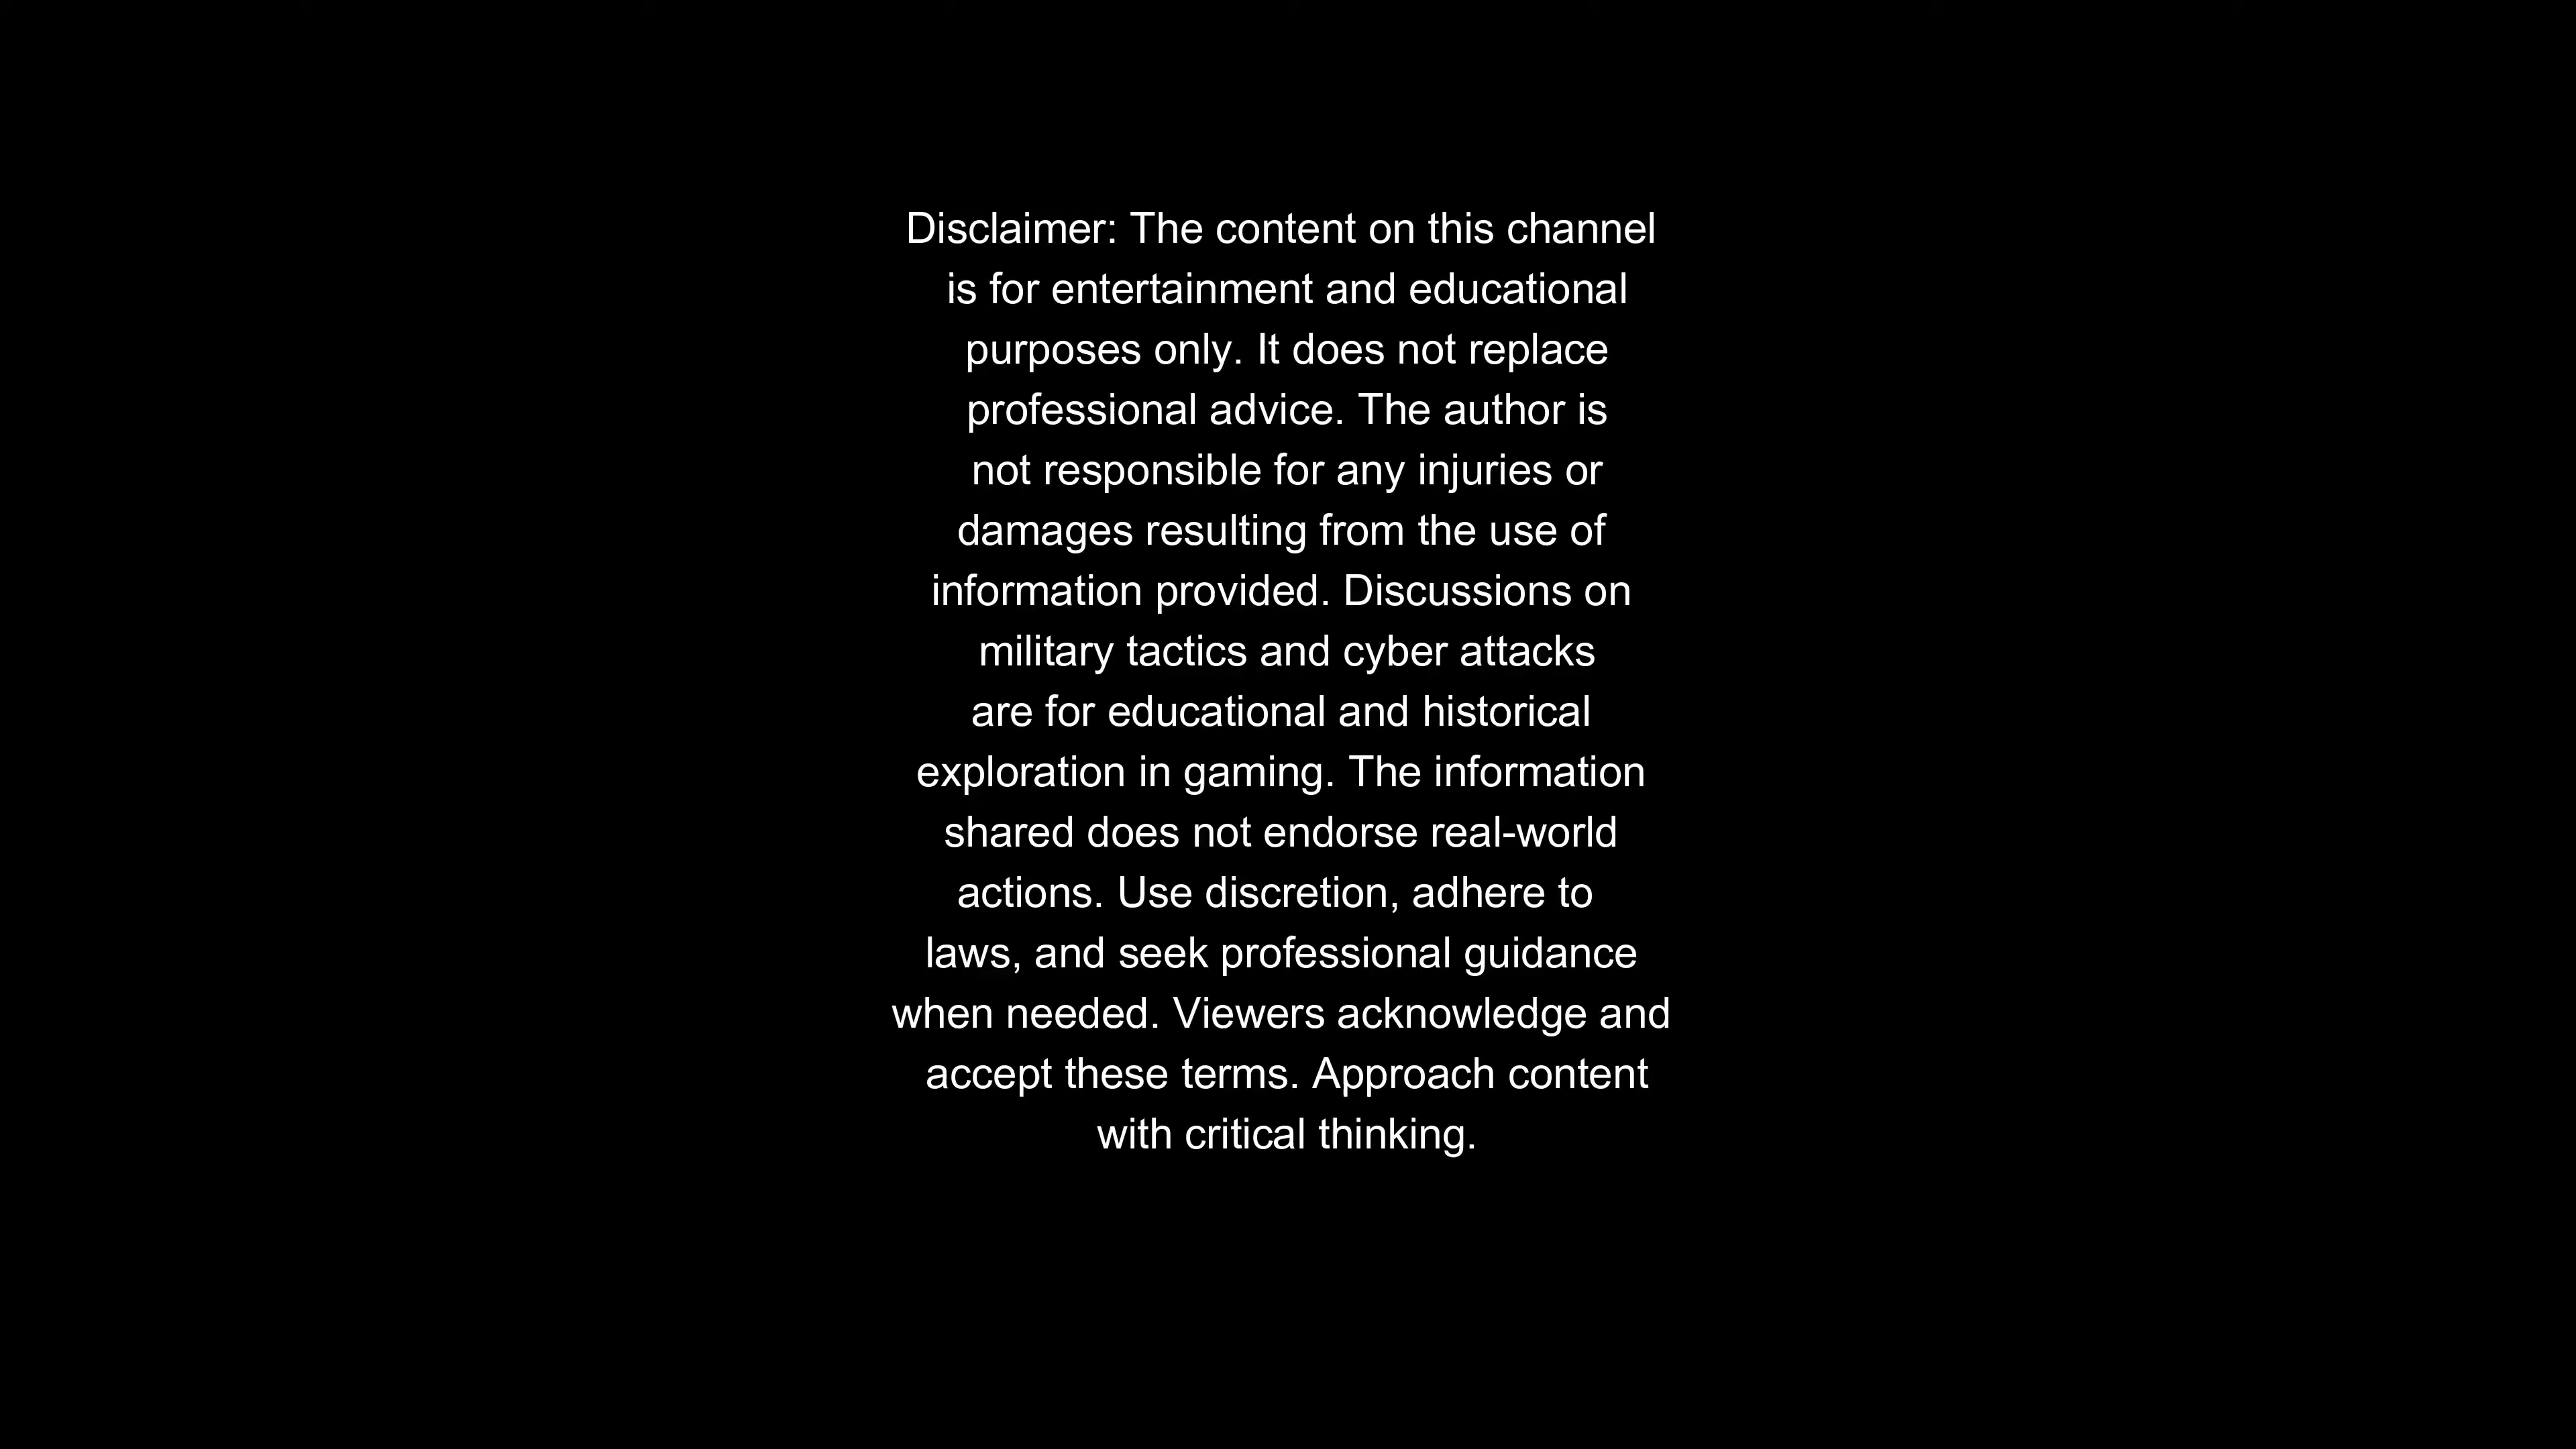 Disclaimer: The content on this channel
is for entertainment and educational
purposes only. It does not replace
professional advice. The author is
not responsible for any injuries or
damages resulting from the use of
information provided. Discussions on
military tactics and cyber attacks
are for educational and historical
exploration in gaming. The information
shared does not endorse real-world
actions. Use discretion, adhere to
laws, and seek professional guidance
when needed. Viewers acknowledge and
accept these terms. Approach content
with critical thinking.